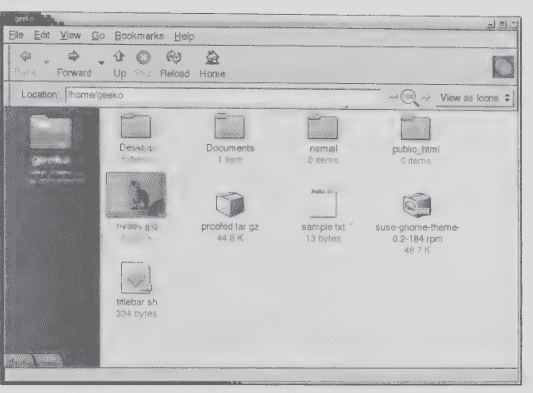 geeko
File Edit View Go Bookmarks Help
Back Forward Up Reload Home
Location: /home/geeko
100 View as Icons
Desktop Documents nsmail public_html
1 item 0 items 0 items
proofed.tar.gz sample.txt suse-gnome-theme-
44.8 K 13 bytes 0.2-184.rpm
48.7 K
titlebar.sh
334 bytes